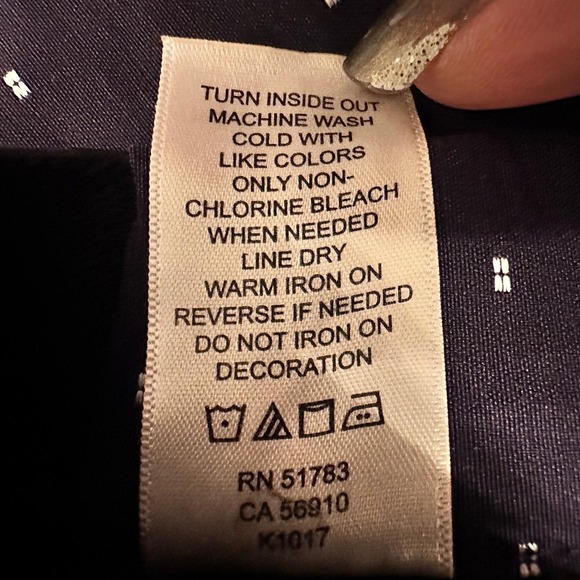 TURN INSIDE OUT
MACHINE WASH
COLD WITH
LIKE COLORS
ONLY NON-
CHLORINE BLEACH
WHEN NEEDED
LINE DRY
WARM IRON ON
REVERSE IF NEEDED
DO NOT IRON ON
DECORATION
RN 51783
CA 56910
K1017